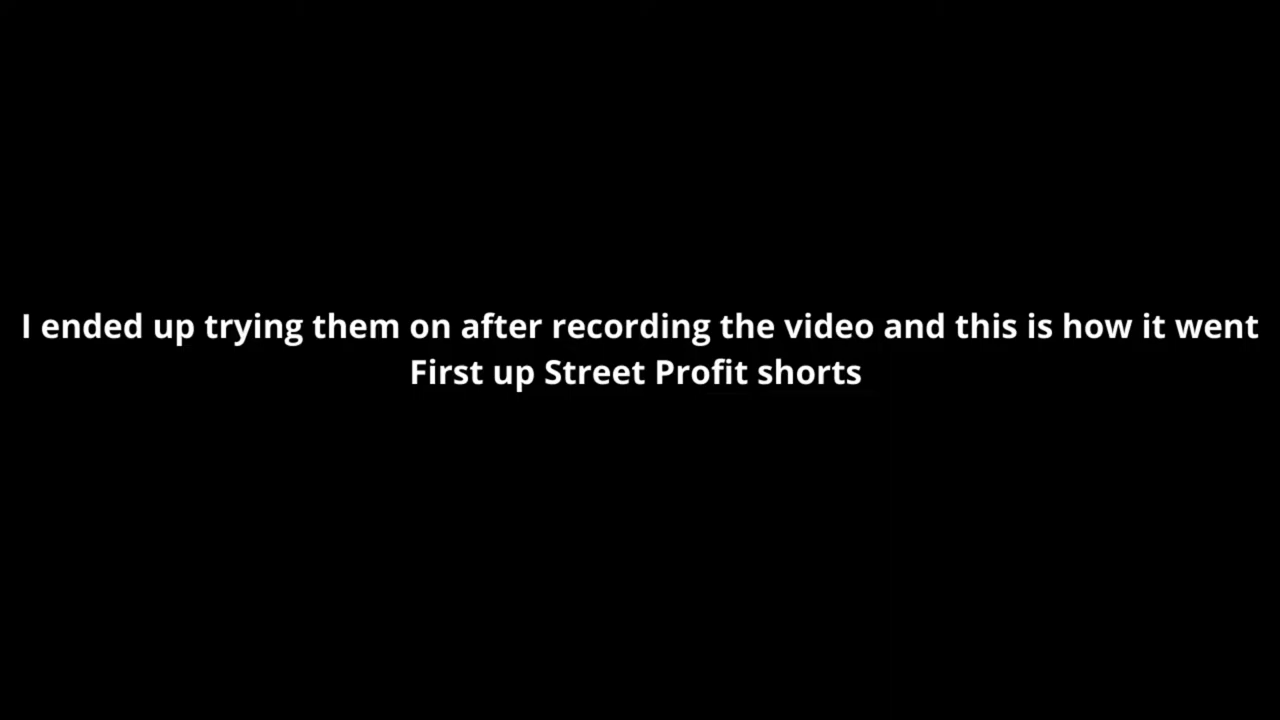 I ended up trying them on after recording the video and this is how it went
First up Street Profit shorts